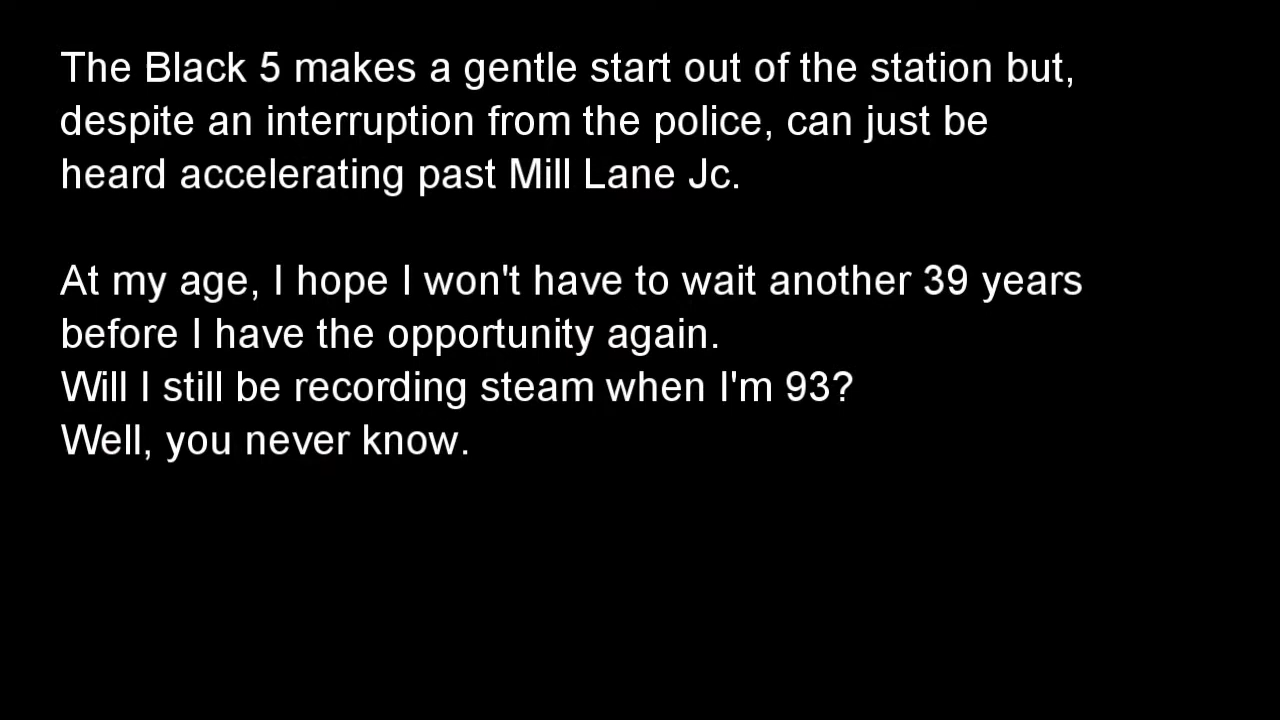 The Black 5 makes a gentle start out of the station but,
despite an interruption from the police, can just be
heard accelerating past Mill Lane Jc.
At my age, I hope I won't have to wait another 39 years
before I have the opportunity again.
Will I still be recording steam when I'm 93?
Well, you never know.